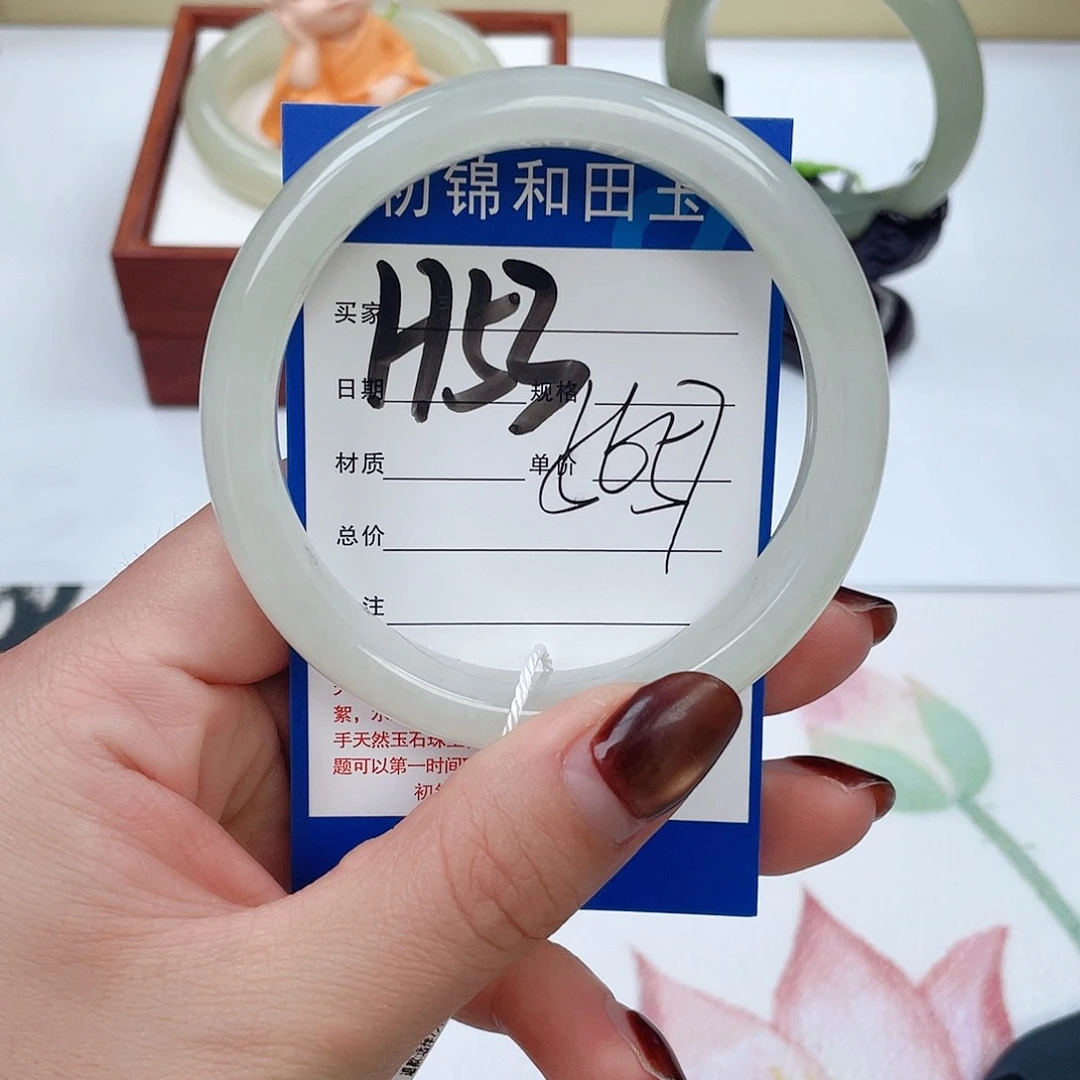 初锦和田玉
买家 H53
日期 规格
材质 单价
总价
注
絮，
手天然玉石珠
题可以第一时间
初